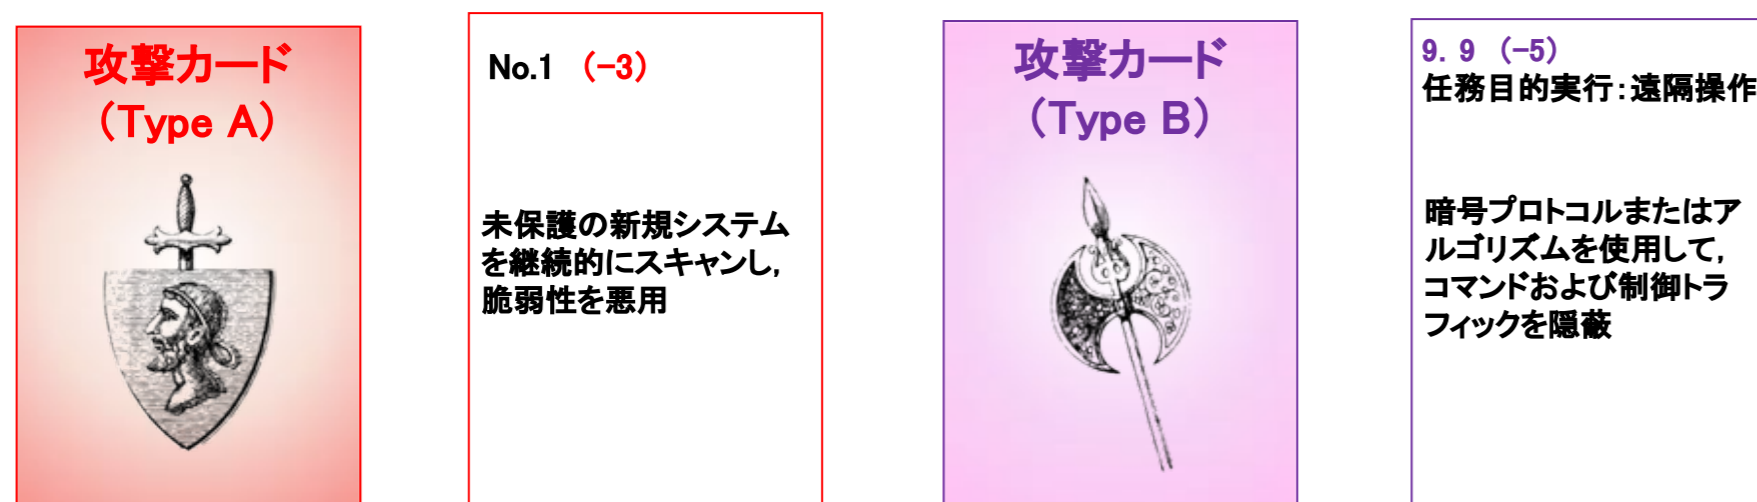 攻撃カード
(Type A)
No.1 (-3)
未保護の新規システム
を継続的にスキャンし,
脆弱性を悪用
攻撃カード
(Type B)
9.9 (-5)
任務目的実行:遠隔操作
暗号プロトコルまたはア
ルゴリズムを使用して,
コマンドおよび制御トラ
フィックを隠蔽